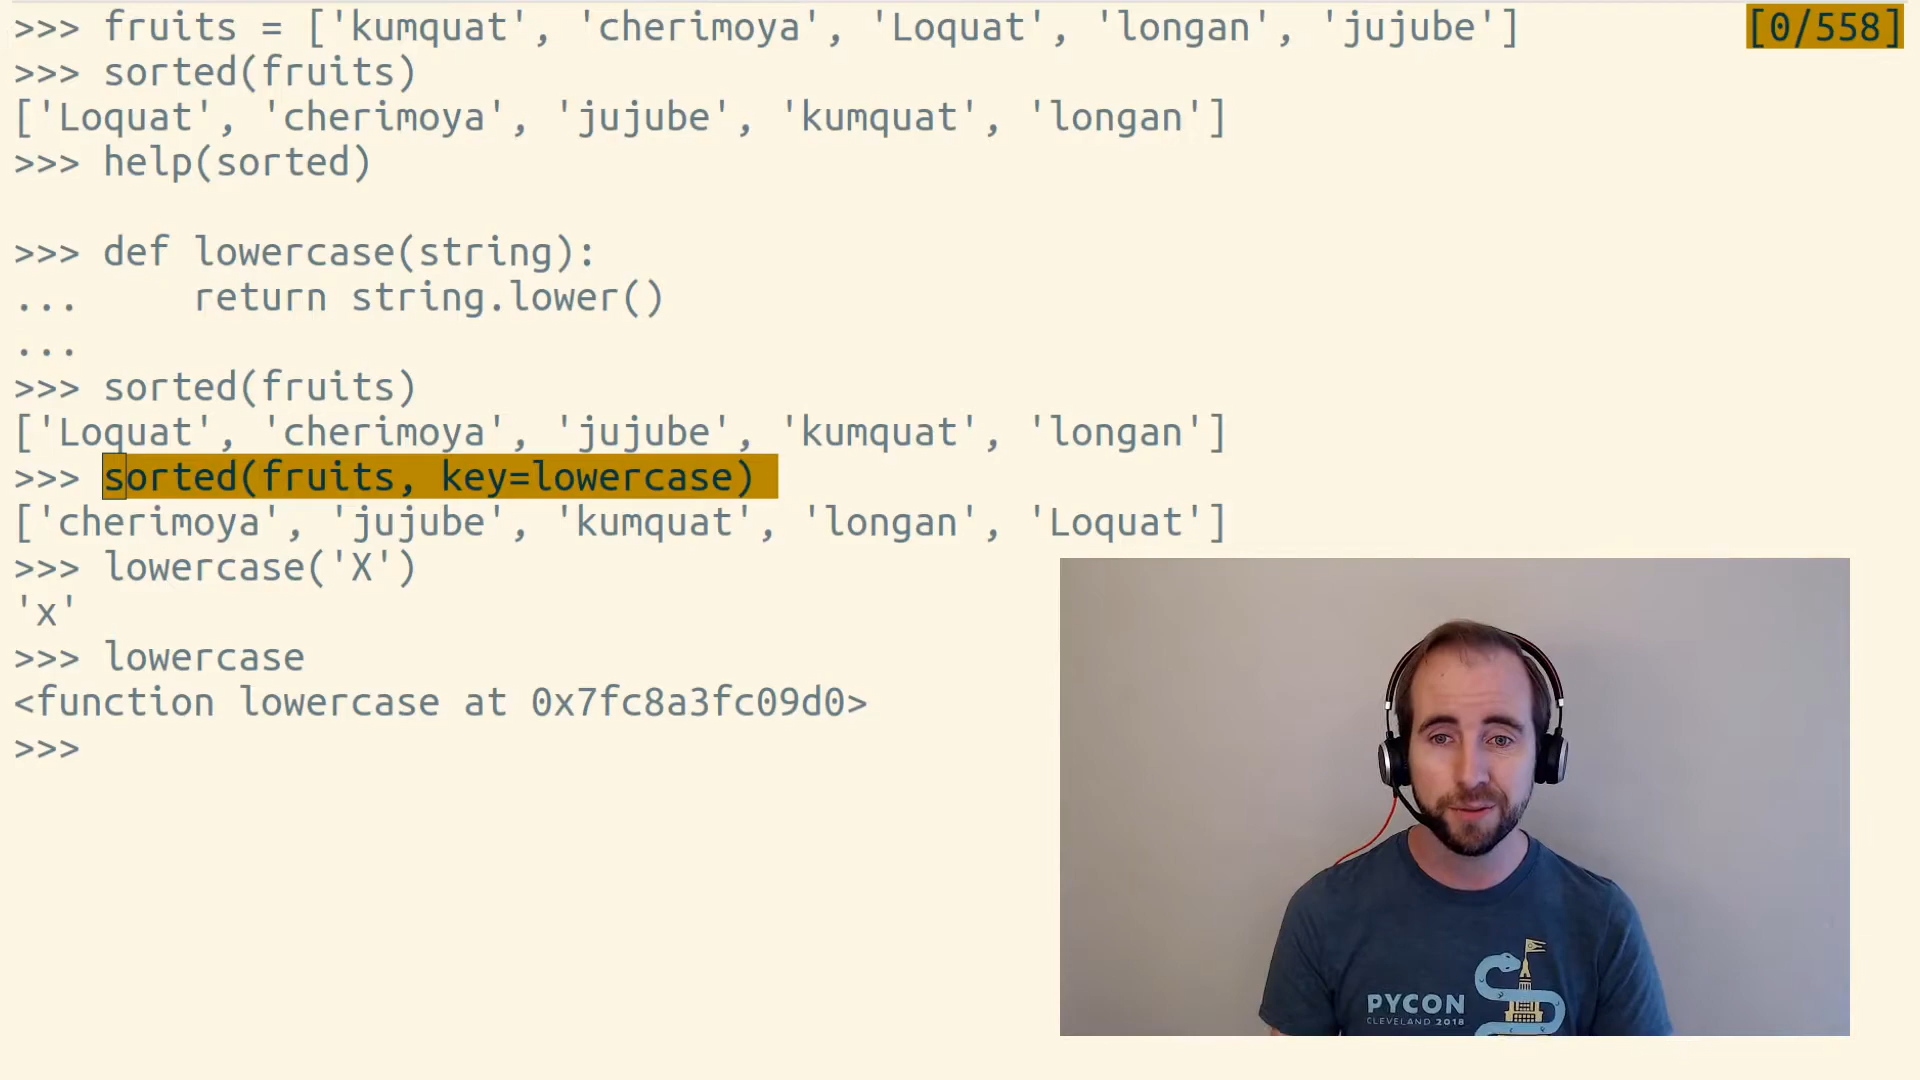 >>> fruits = ['kumquat', 'cherimoya', 'Loquat', 'longan', 'jujube']
[0/558]
>>> sorted(fruits)
['Loquat', 'cherimoya', 'jujube', 'kumquat', 'longan']
>>> help(sorted)
>>> def lowercase(string):
...     return string.lower()
...
>>> sorted(fruits)
['Loquat', 'cherimoya', 'jujube', 'kumquat', 'longan']
>>> sorted(fruits, key=lowercase)
['cherimoya', 'jujube', 'kumquat', 'longan', 'Loquat']
>>> lowercase('X')
'x'
>>> lowercase
<function lowercase at 0x7fc8a3fc09d0>
>>>
PYCON
CLEVELAND 2018